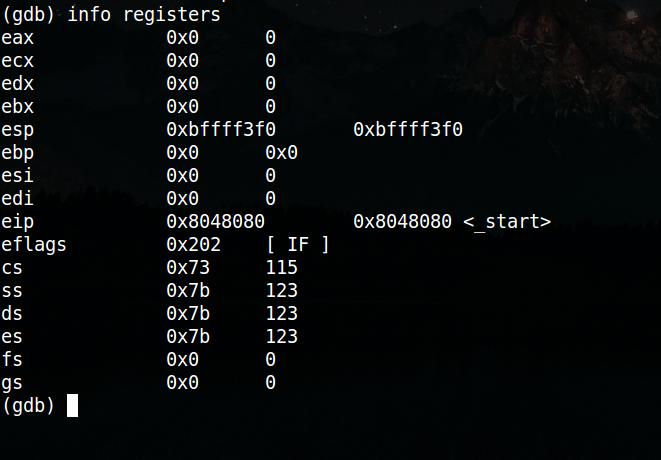 (gdb) info registers
eax            0x0      0
ecx            0x0      0
edx            0x0      0
ebx            0x0      0
esp            0xbffff3f0       0xbffff3f0
ebp            0x0      0x0
esi            0x0      0
edi            0x0      0
eip            0x8048080        0x8048080 <_start>
eflags         0x202    [ IF ]
cs             0x73     115
ss             0x7b     123
ds             0x7b     123
es             0x7b     123
fs             0x0      0
gs             0x0      0
(gdb)